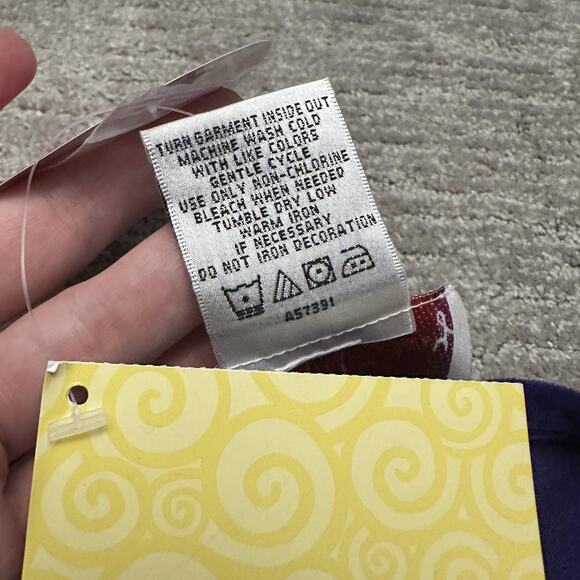 TURN GARMENT INSIDE OUT
MACHINE WASH COLD
WITH LIKE COLORS
GENTLE CYCLE
USE ONLY NON-CHLORINE
BLEACH WHEN NEEDED
TUMBLE DRY LOW
WARM IRON
IF NECESSARY
DO NOT IRON DECORATION
A57391